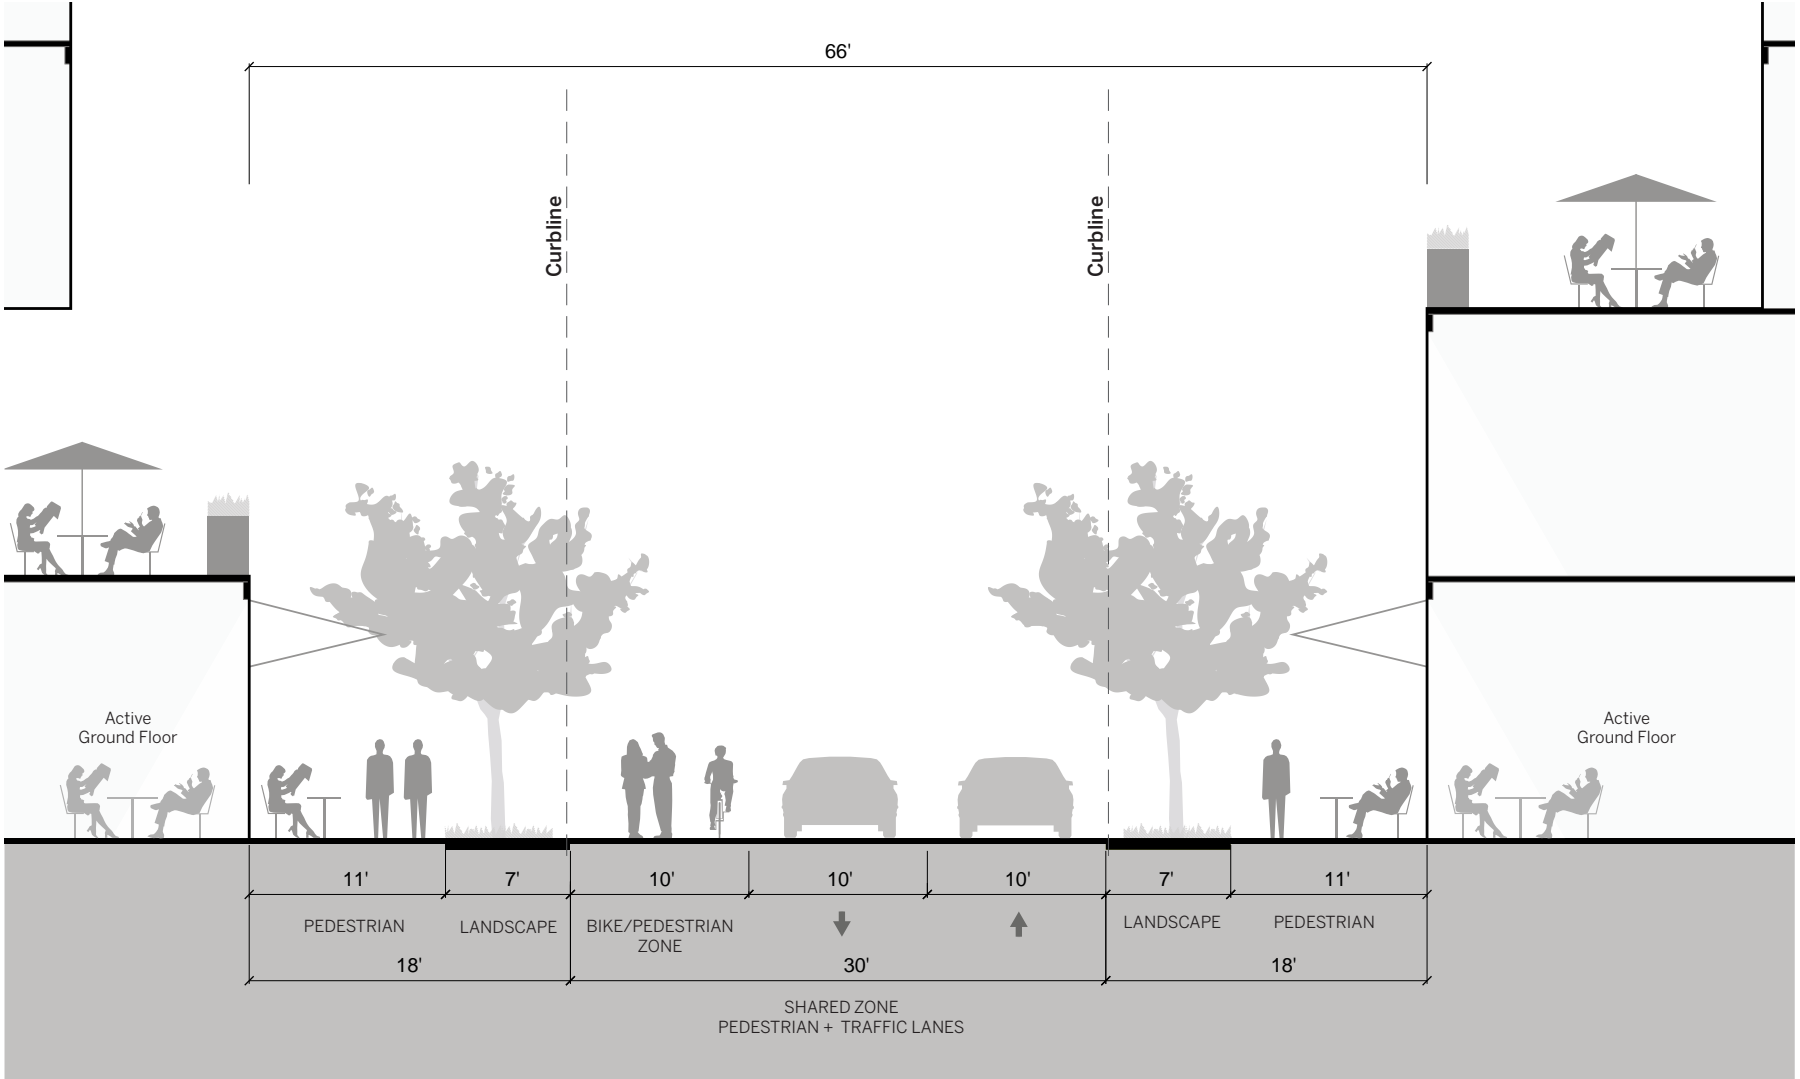 66'
Curbline
Curbline
Active
Ground Floor
Active
Ground Floor
11'
7'
10'
10'
10'
7'
11'
PEDESTRIAN
LANDSCAPE
BIKE/PEDESTRIAN
ZONE
LANDSCAPE
PEDESTRIAN
18'
30'
18'
SHARED ZONE
PEDESTRIAN + TRAFFIC LANES